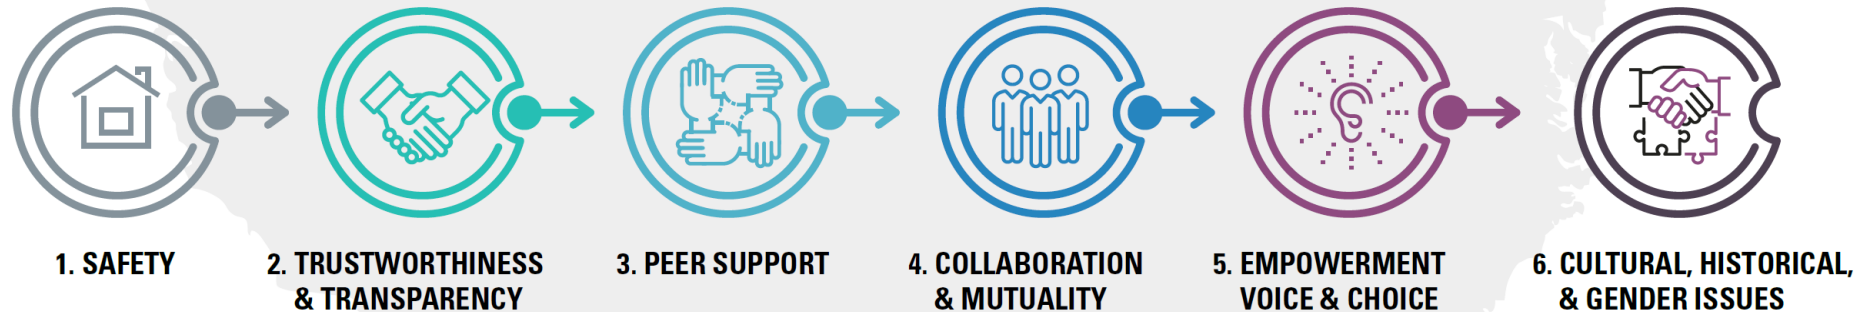 1. SAFETY
2. TRUSTWORTHINESS
& TRANSPARENCY
3. PEER SUPPORT
4. COLLABORATION
& MUTUALITY
5. EMPOWERMENT
VOICE & CHOICE
6. CULTURAL, HISTORICAL,
& GENDER ISSUES